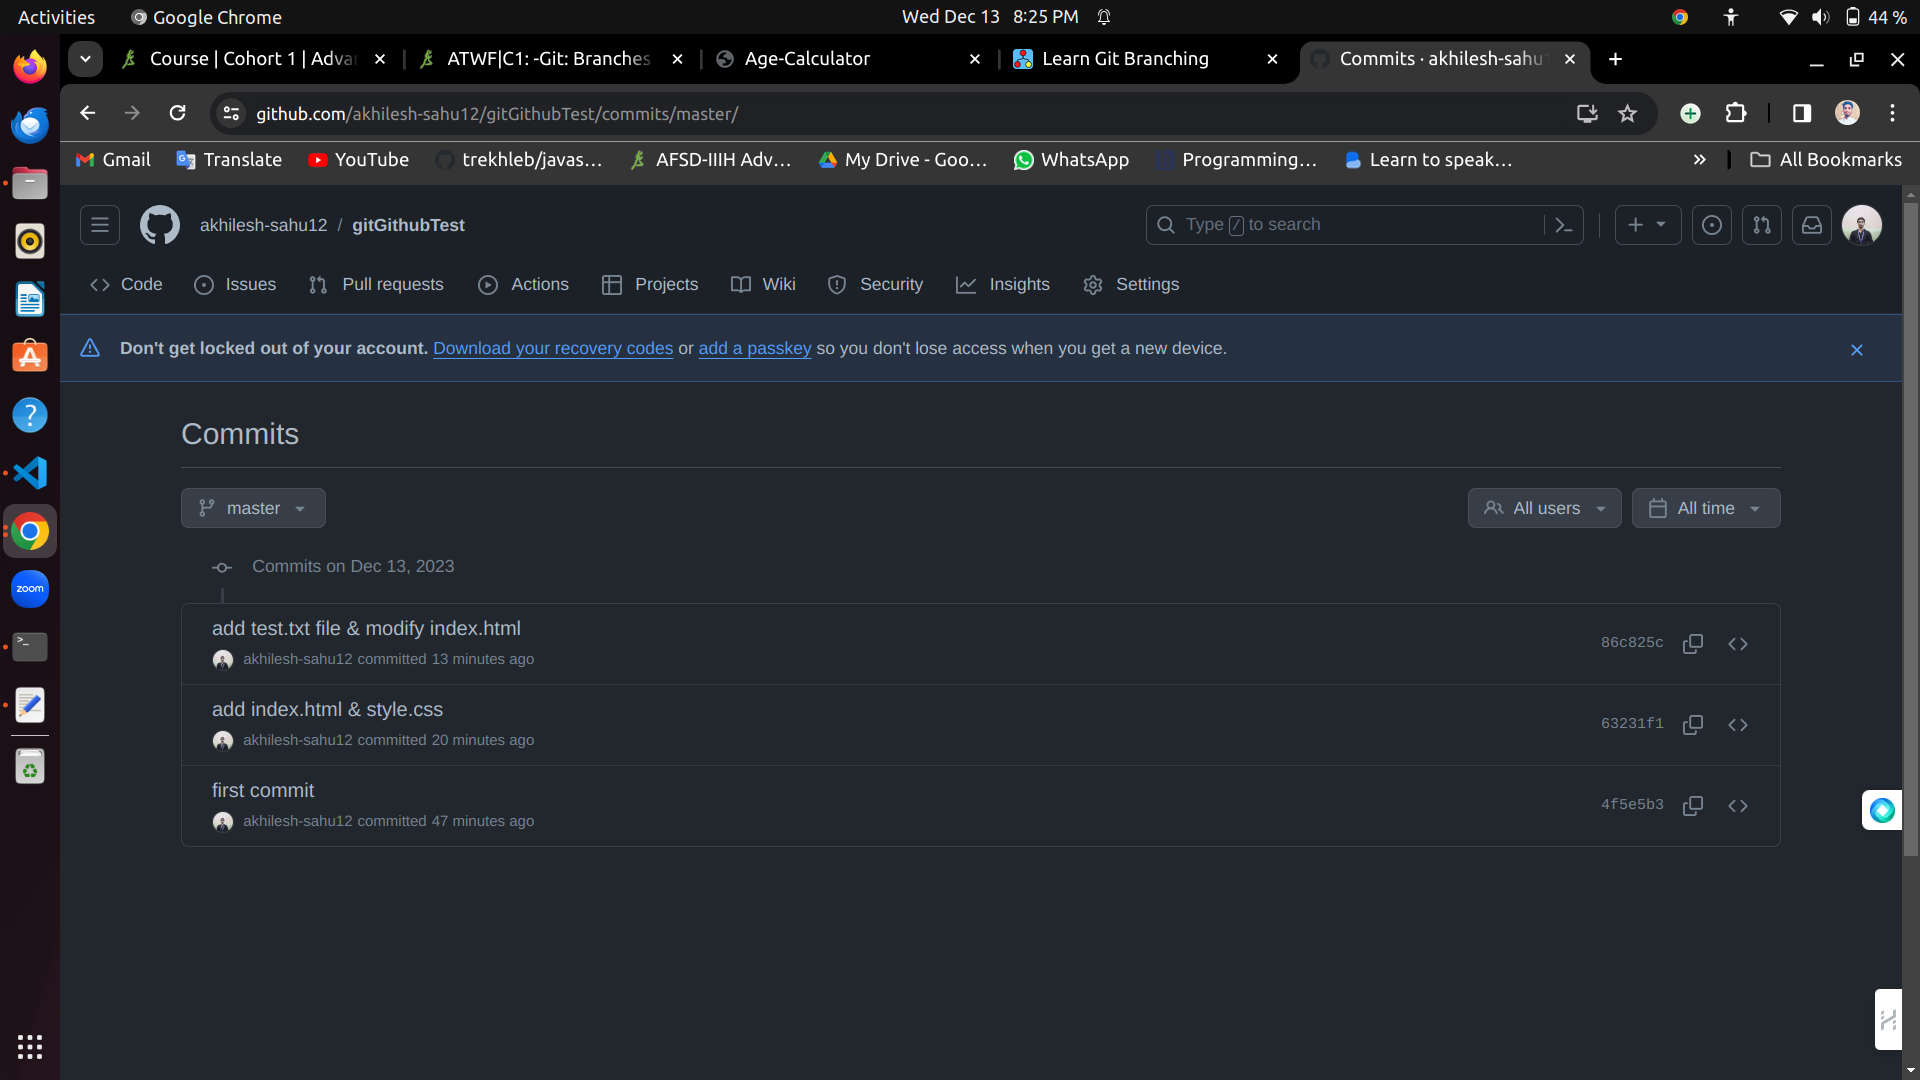 Activities Google Chrome Wed Dec 13 8:25 PM 44 %
Course | Cohort 1 | Adva ATWF|C1: -Git: Branches Age-Calculator Learn Git Branching Commits · akhilesh-sahu1
github.com/akhilesh-sahu12/gitGithubTest/commits/master/
Gmail Translate YouTube trekhleb/javas... AFSD-IIIH Adv... My Drive - Goo... WhatsApp Programming... Learn to speak... » All Bookmarks
akhilesh-sahu12 / gitGithubTest Type / to search
Code Issues Pull requests Actions Projects Wiki Security Insights Settings
Don't get locked out of your account. Download your recovery codes or add a passkey so you don't lose access when you get a new device.
Commits
master All users All time
Commits on Dec 13, 2023
add test.txt file & modify index.html
akhilesh-sahu12 committed 13 minutes ago 86c825c
add index.html & style.css
akhilesh-sahu12 committed 20 minutes ago 63231f1
first commit
akhilesh-sahu12 committed 47 minutes ago 4f5e5b3
zoom